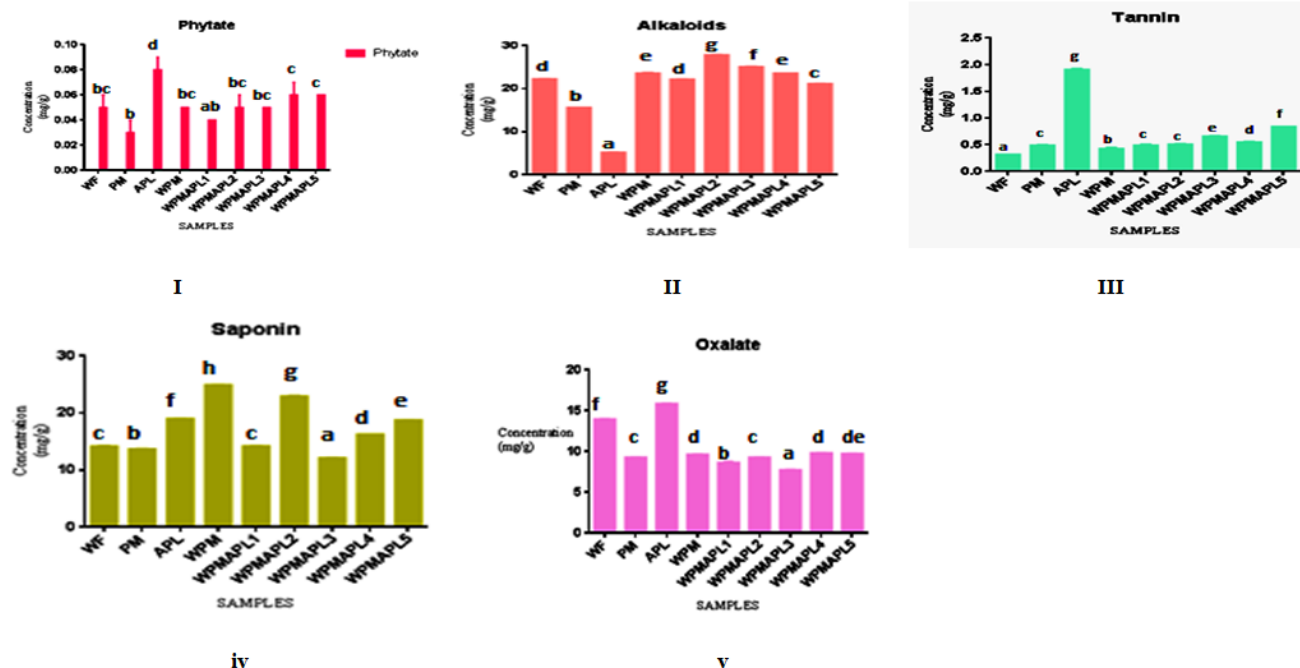 Phytate
Phytate
Concentration
(mg/g)
0.10
0.08
0.06
0.04
0.02
0.00
bc
b
d
bc
ab
bc
bc
c
c
WF
PM
APL
WPM
WPMAPL1
WPMAPL2
WPMAPL3
WPMAPL4
WPMAPL5
SAMPLES
I
Alkaloids
Concentration
(mg/g)
30
20
10
0
d
b
a
e
d
g
f
e
c
WF
PM
APL
WPM
WPMAPL1
WPMAPL2
WPMAPL3
WPMAPL4
WPMAPL5
SAMPLES
II
Tannin
Concentration
(mg/g)
2.5
2.0
1.5
1.0
0.5
0.0
a
c
g
b
c
c
e
d
f
WF
PM
APL
WPM
WPMAPL1
WPMAPL2
WPMAPL3
WPMAPL4
WPMAPL5
SAMPLES
III
Saponin
Concentration
(mg/g)
30
20
10
0
c
b
f
h
c
g
a
d
e
WF
PM
APL
WPM
WPMAPL1
WPMAPL2
WPMAPL3
WPMAPL4
WPMAPL5
SAMPLES
iv
Oxalate
Concentration
(mg/g)
20
15
10
5
0
f
c
g
d
b
c
a
d
de
WF
PM
APL
WPM
WPMAPL1
WPMAPL2
WPMAPL3
WPMAPL4
WPMAPL5
SAMPLES
v